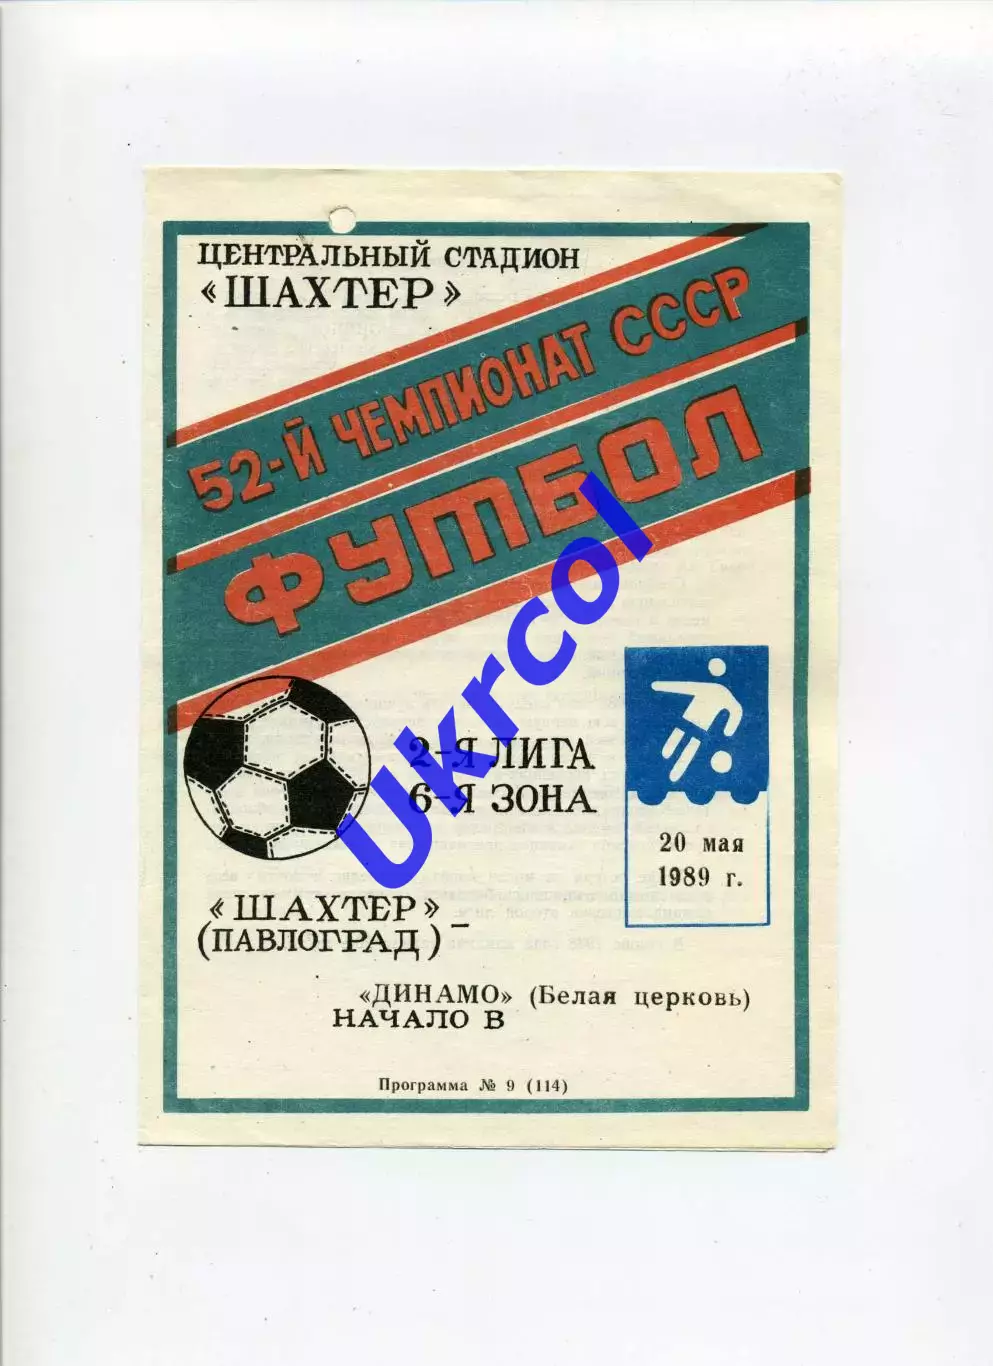 ЦЕНТРАЛЬНЫЙ СТАДИОН
«ШАХТЕР»
52-Й ЧЕМПИОНАТ СССР
ФУТБОЛ
2-Я ЛИГА
6-Я ЗОНА
20 мая
1989 г.
«ШАХТЕР»
(ПАВЛОГРАД) –
«ДИНАМО» (Белая церковь)
НАЧАЛО В
Программа № 9 (114)
Ukrcol